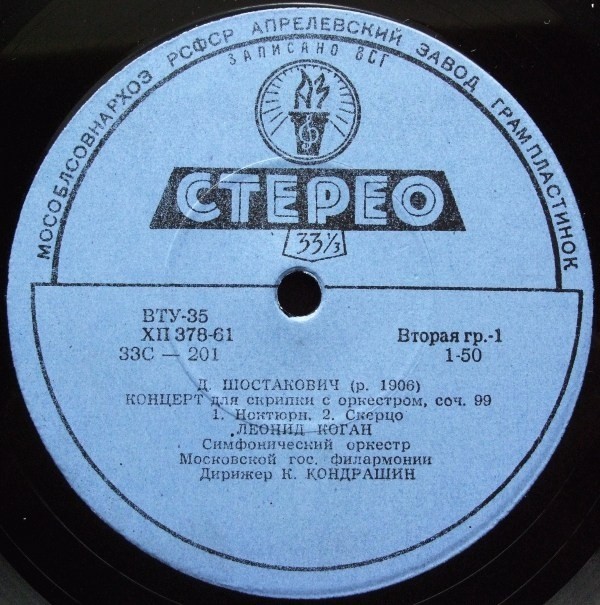 МОСОБЛСОВНАРХОЗ РСФСР АПРЕЛЕВСКИЙ ЗАВОД ГРАМПЛАСТИНОК
ЗАПИСАНО ВСГ
АЗ
СТЕРЕО
33⅓
ВТУ-35
ХП 378-61
33С — 201
Вторая гр.-1
1-50
Д. ШОСТАКОВИЧ (р. 1906)
КОНЦЕРТ для скрипки с оркестром, соч. 99
1. Ноктюрн. 2. Скерцо
ЛЕОНИД КОГАН
Симфонический оркестр
Московской гос. филармонии
Дирижер К. КОНДРАШИН